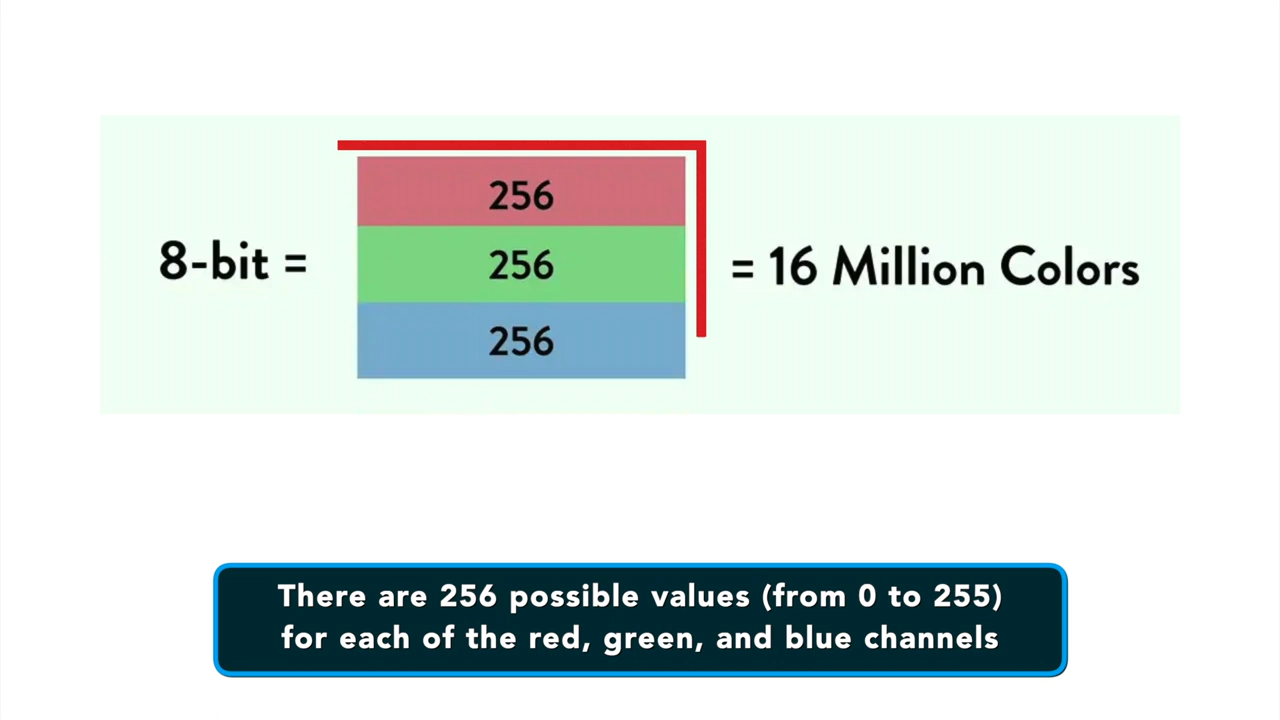 256
8-bit =
256
= 16 Million Colors
256
There are 256 possible values (from 0 to 255)
for each of the red, green, and blue channels